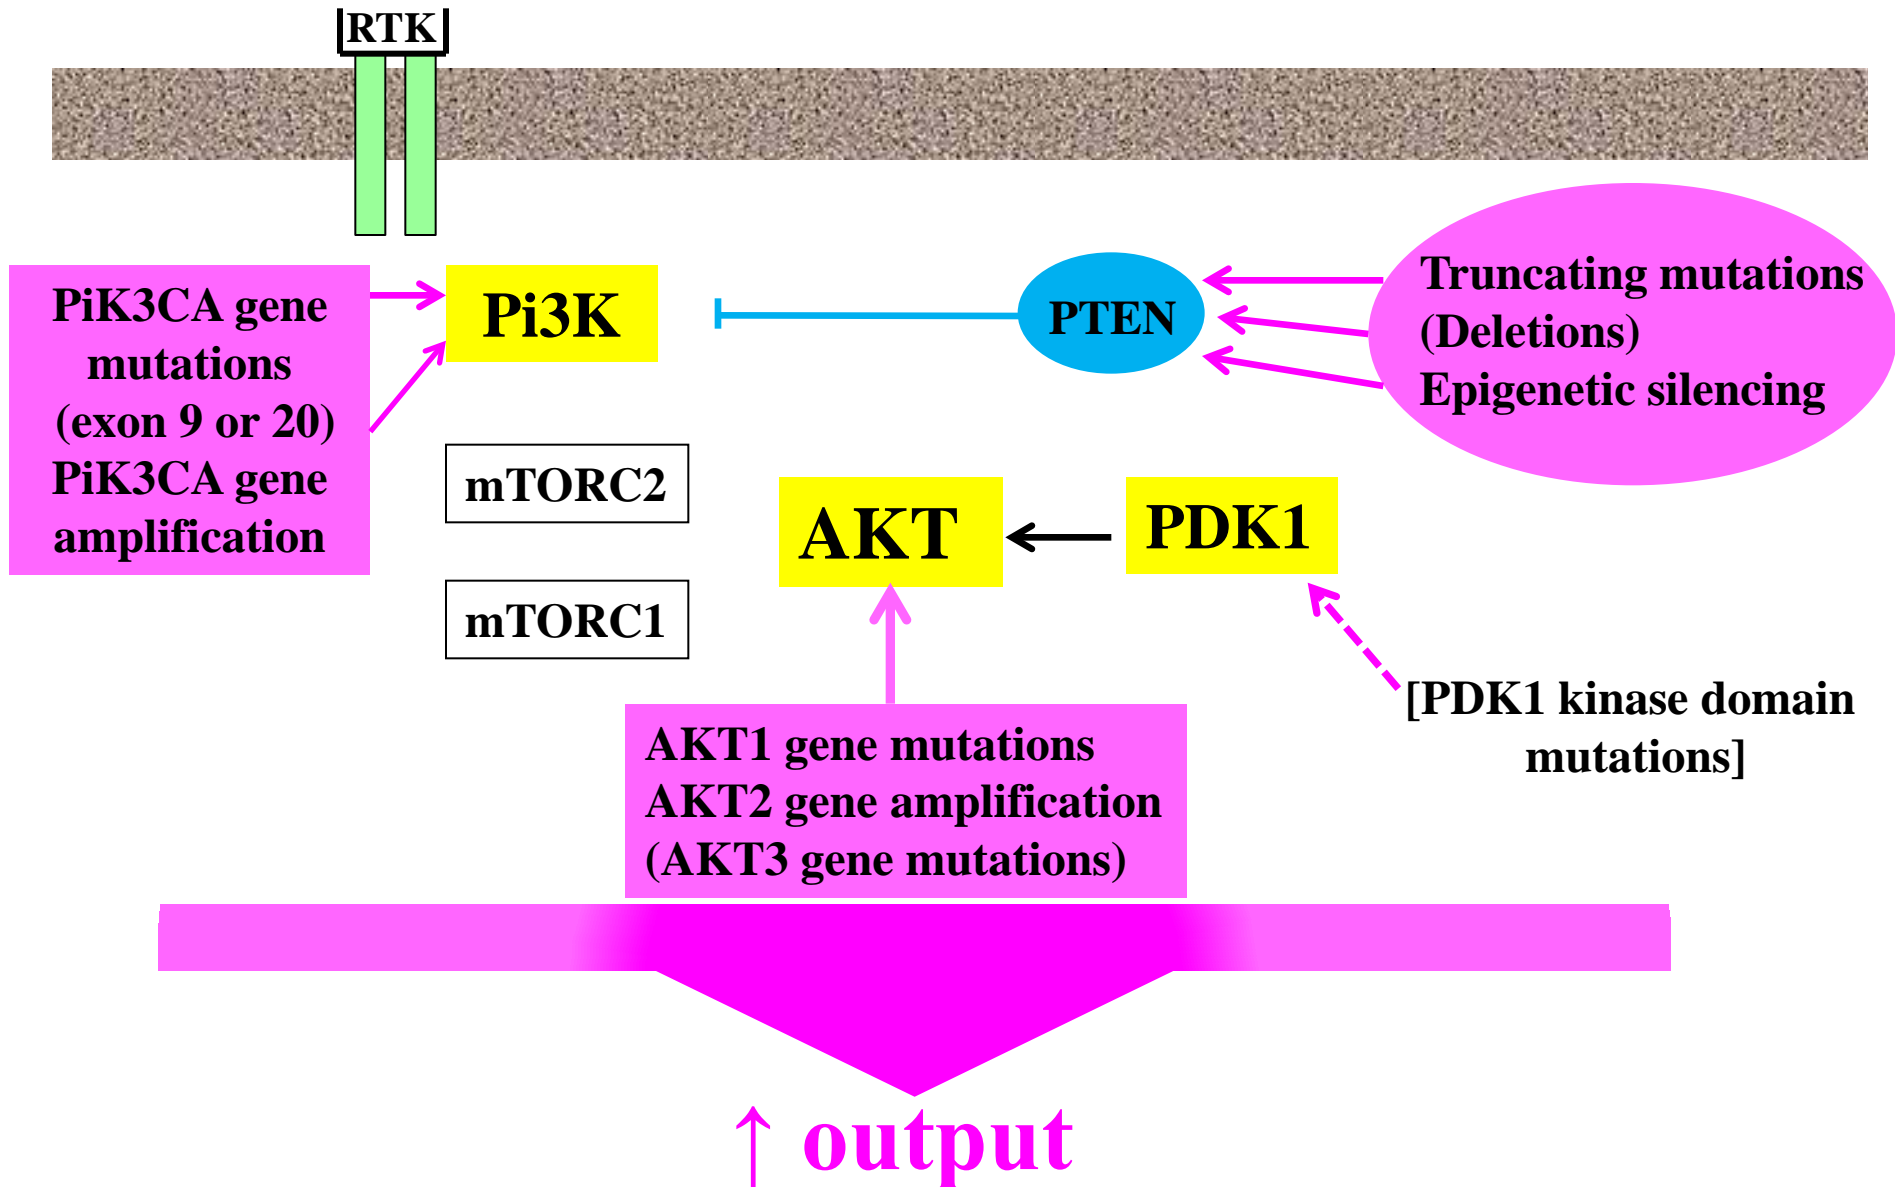 RTK
PiK3CA gene
mutations
(exon 9 or 20)
PiK3CA gene
amplification
Pi3K
PTEN
Truncating mutations
(Deletions)
Epigenetic silencing
mTORC2
mTORC1
AKT
PDK1
[PDK1 kinase domain
mutations]
AKT1 gene mutations
AKT2 gene amplification
(AKT3 gene mutations)
↑ output